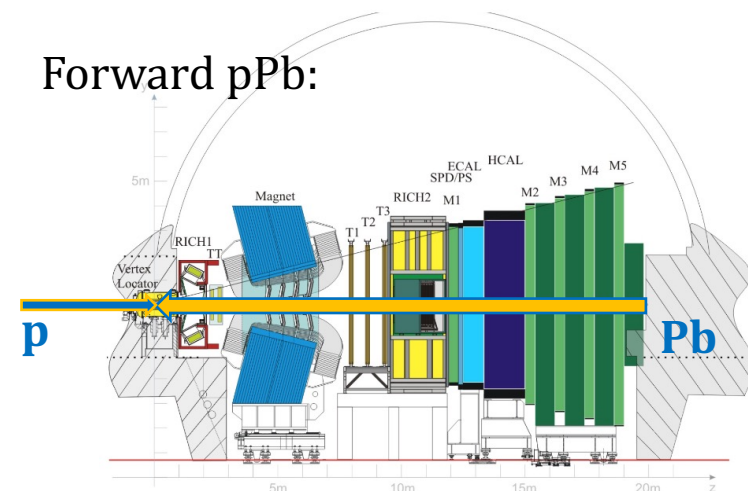 Forward pPb:
y
5m
Magnet
RICH1
TT
Vertex
Locator
T1
T2
T3
RICH2
SPD/PS
M1
ECAL
HCAL
M2
M3
M4
M5
p
Pb
5m
10m
15m
20m
z